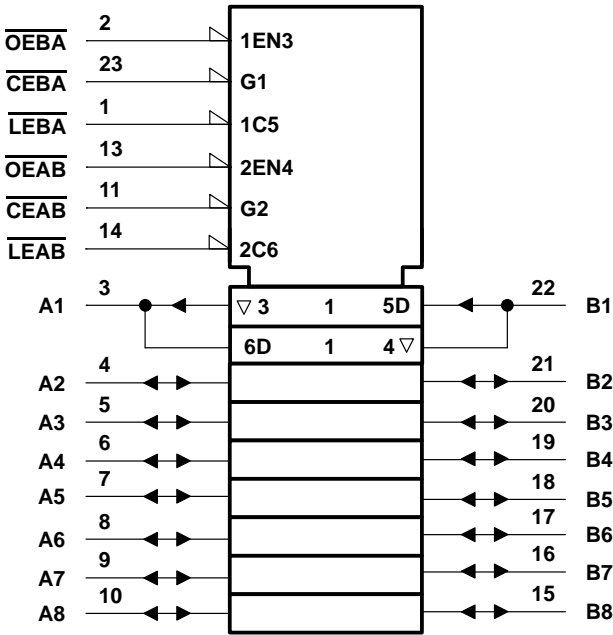 OEBA 2 1EN3
CEBA 23 G1
LEBA 1 1C5
OEAB 13 2EN4
CEAB 11 G2
LEAB 14 2C6
A1 3 ▽ 3 1 5D 22 B1
6D 1 4 ▽
A2 4 21 B2
A3 5 20 B3
A4 6 19 B4
A5 7 18 B5
A6 8 17 B6
A7 9 16 B7
A8 10 15 B8